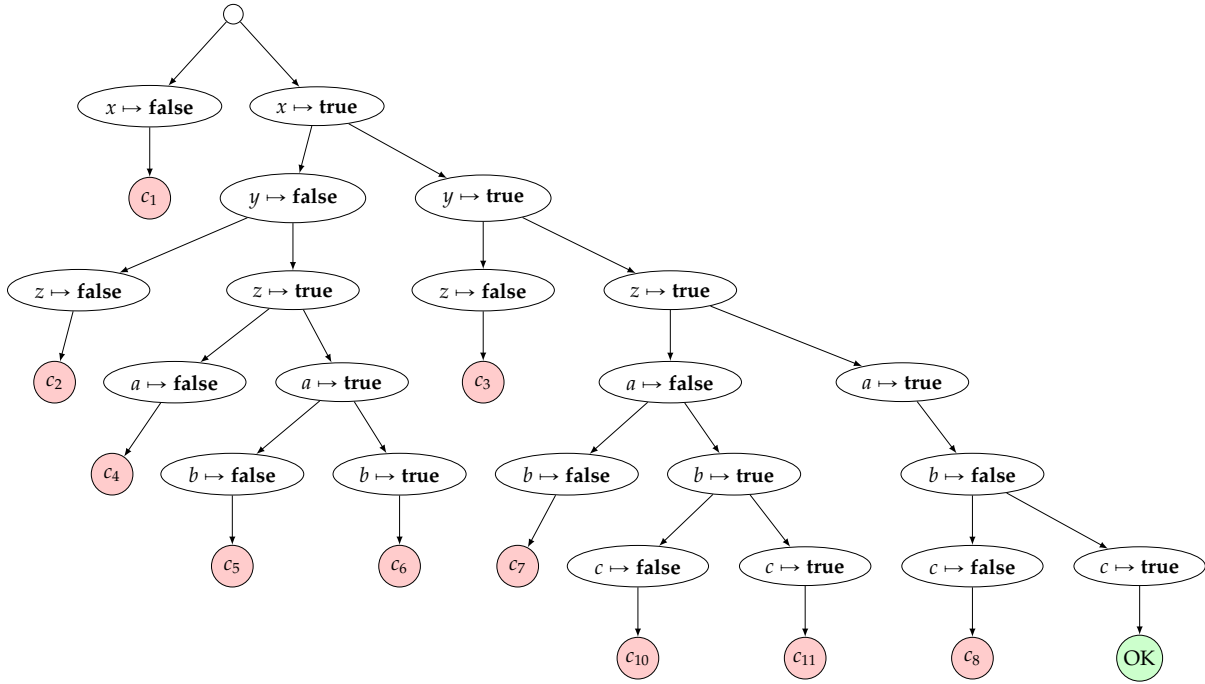 x ↦ false x ↦ true
c₁ y ↦ false y ↦ true
z ↦ false z ↦ true z ↦ false z ↦ true
c₂ a ↦ false a ↦ true c₃ a ↦ false a ↦ true
c₄ b ↦ false b ↦ true b ↦ false b ↦ true b ↦ false
c₅ c₆ c₇ c ↦ false c ↦ true c ↦ false c ↦ true
c₁₀ c₁₁ c₈ OK